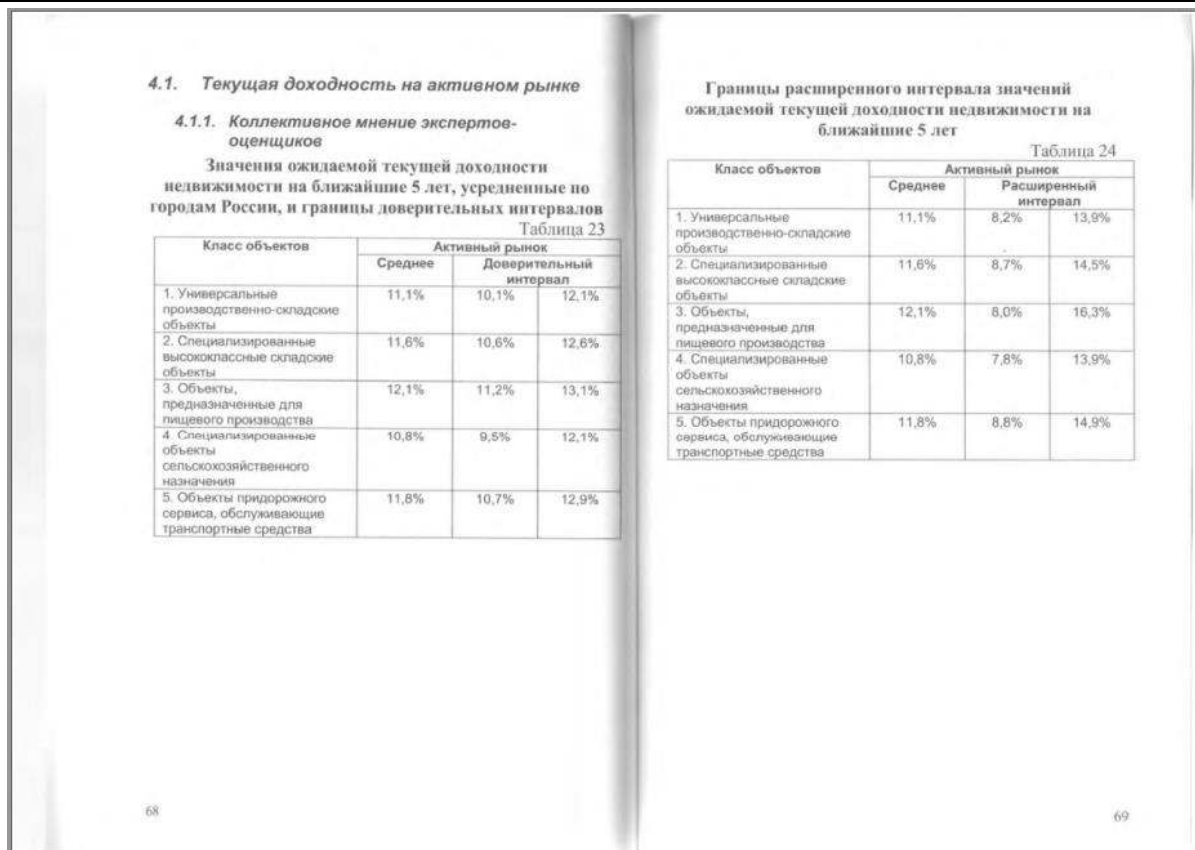 4.1. Текущая доходность на активном рынке
4.1.1. Коллективное мнение экспертов-
оценщиков
Значения ожидаемой текущей доходности
недвижимости на ближайшие 5 лет, усредненные по
городам России, и границы доверительных интервалов
Таблица 23
Класс объектов Активный рынок
Среднее Доверительный
интервал
1. Универсальные 11,1% 10,1% 12,1%
производственно-складские
объекты
2. Специализированные 11,6% 10,6% 12,6%
высококлассные складские
объекты
3. Объекты, 12,1% 11,2% 13,1%
предназначенные для
пищевого производства
4. Специализированные 10,8% 9,5% 12,1%
объекты
сельскохозяйственного
назначения
5. Объекты придорожного 11,8% 10,7% 12,9%
сервиса, обслуживающие
транспортные средства
68
Границы расширенного интервала значений
ожидаемой текущей доходности недвижимости на
ближайшие 5 лет
Таблица 24
Класс объектов Активный рынок
Среднее Расширенный
интервал
1. Универсальные 11,1% 8,2% 13,9%
производственно-складские
объекты
2. Специализированные 11,6% 8,7% 14,5%
высококлассные складские
объекты
3. Объекты, 12,1% 8,0% 16,3%
предназначенные для
пищевого производства
4. Специализированные 10,8% 7,8% 13,9%
объекты
сельскохозяйственного
назначения
5. Объекты придорожного 11,8% 8,8% 14,9%
сервиса, обслуживающие
транспортные средства
69